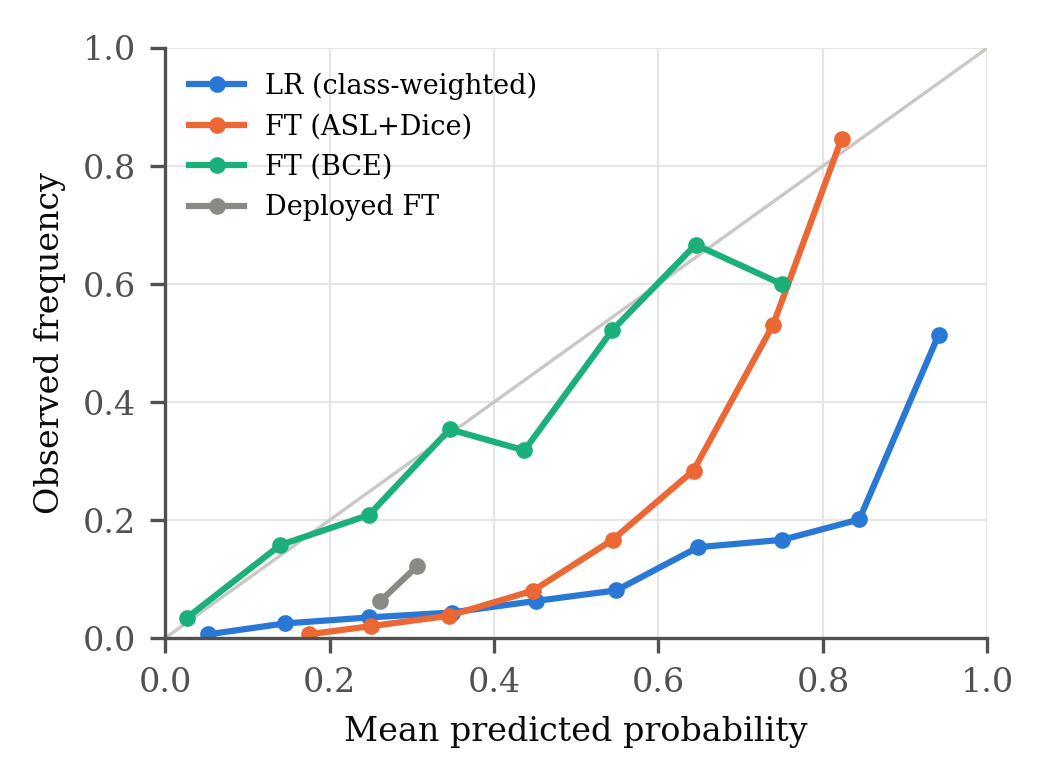 1.0
0.8
0.6
0.4
0.2
0.0
Observed frequency
LR (class-weighted)
FT (ASL+Dice)
FT (BCE)
Deployed FT
0.0 0.2 0.4 0.6 0.8 1.0
Mean predicted probability